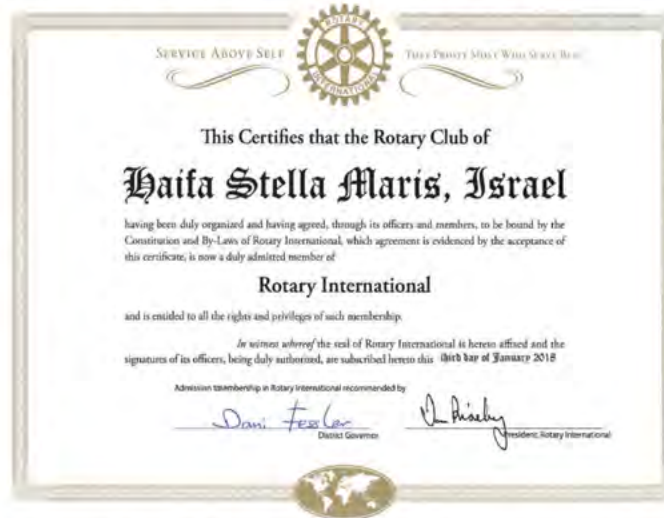 ROTARY
INTERNATIONAL
SERVICE ABOVE SELF
THEY PROFIT MOST WHO SERVE BEST
This Certifies that the Rotary Club of
Haifa Stella Maris, Israel
having been duly organized and having agreed, through its officers and members, to be bound by the
Constitution and By-Laws of Rotary International, which agreement is evidenced by the acceptance of
this certificate, is now a duly admitted member of
Rotary International
and is entitled to all the rights and privileges of such membership.
In witness whereof the seal of Rotary International is hereto affixed and the
signatures of its officers, being duly authorized, are subscribed hereto this third day of January 2018
Admission to membership in Rotary International recommended by
Dani Fessler
District Governor
President, Rotary International